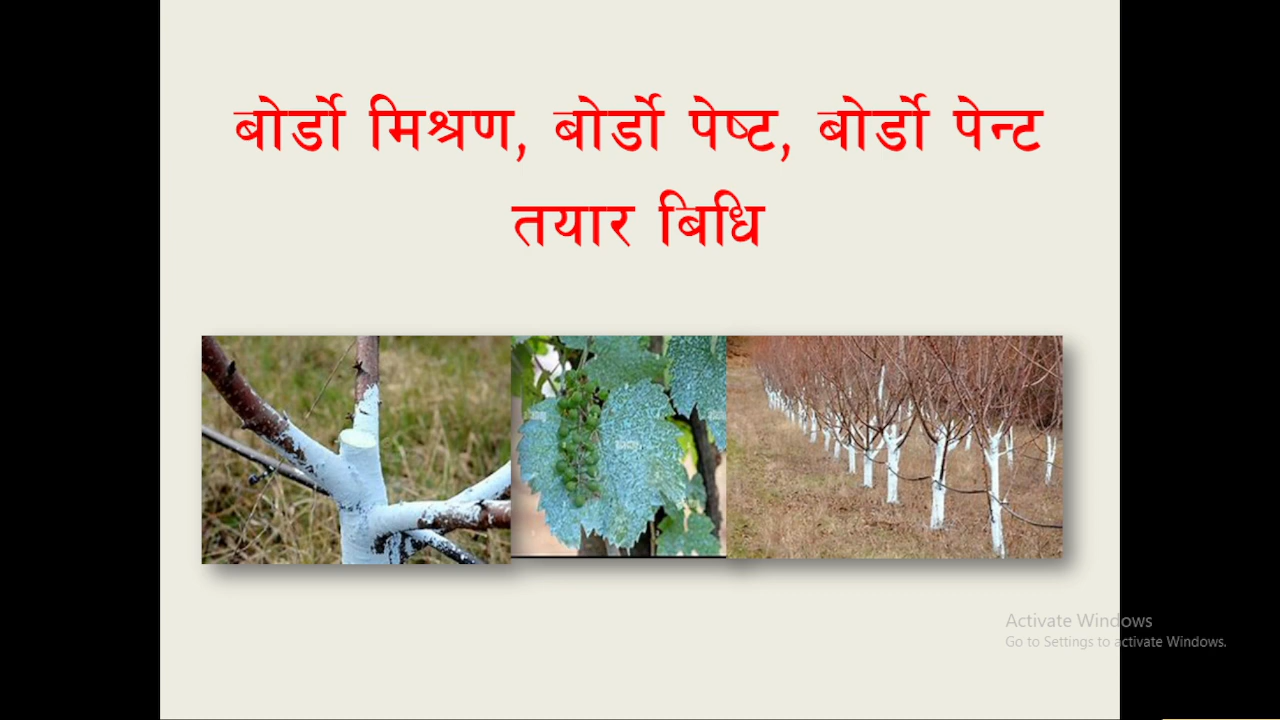 बोर्डो मिश्रण, बोर्डो पेष्ट, बोर्डो पेन्ट
तयार बिधि
Activate Windows
Go to Settings to activate Windows.